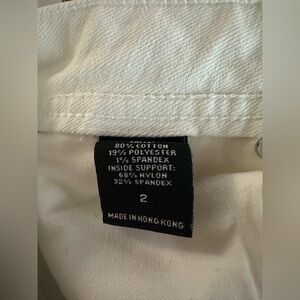 80% COTTON
19% POLYESTER
1% SPANDEX
INSIDE SUPPORT:
68% NYLON
32% SPANDEX
2
MADE IN HONG KONG